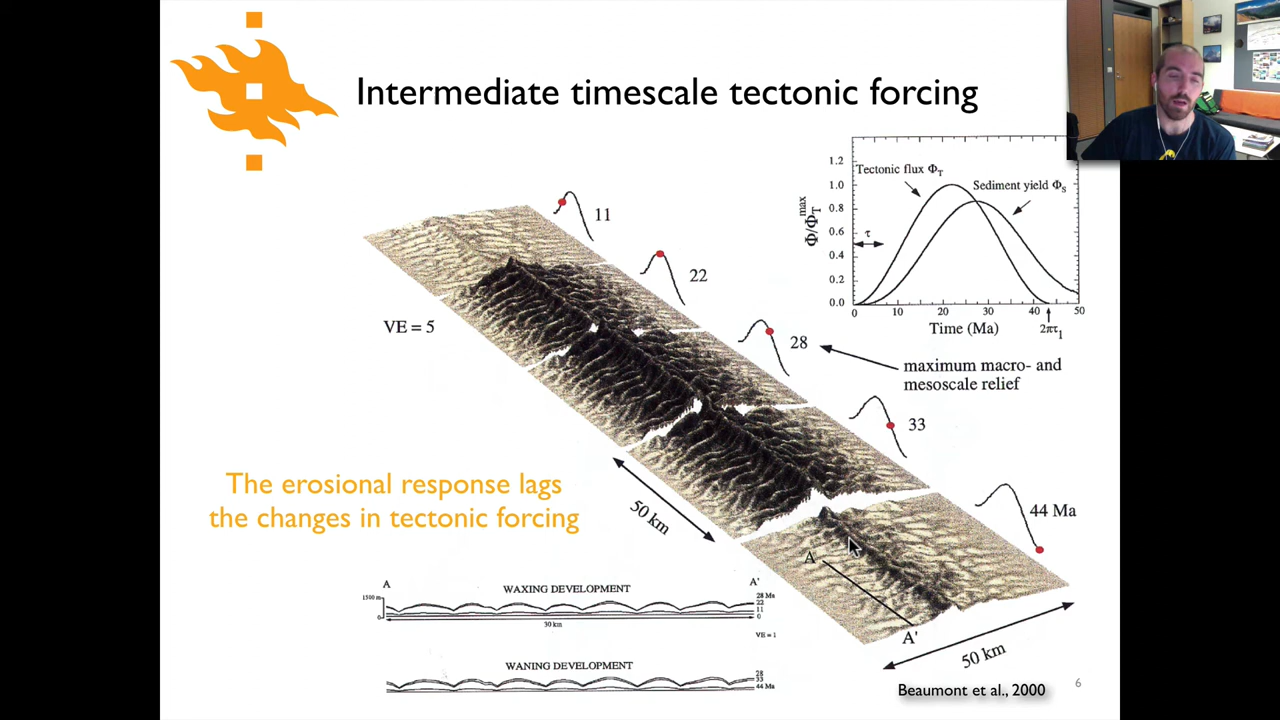 Intermediate timescale tectonic forcing
11
22
VE = 5
28
maximum macro- and
mesoscale relief
33
44 Ma
50 km
50 km
A
A'
The erosional response lags
the changes in tectonic forcing
Φ/Φ_T^max
1.2
1.0
0.8
0.6
0.4
0.2
0.0
Tectonic flux Φ_T
Sediment yield Φ_S
τ
0 10 20 30 40 50
Time (Ma)
2πτ₁
WAXING DEVELOPMENT
A
A'
1500 m
0
28 Ma
22
11
0
30 km
VE = 1
WANING DEVELOPMENT
28
33
44 Ma
Beaumont et al., 2000
6